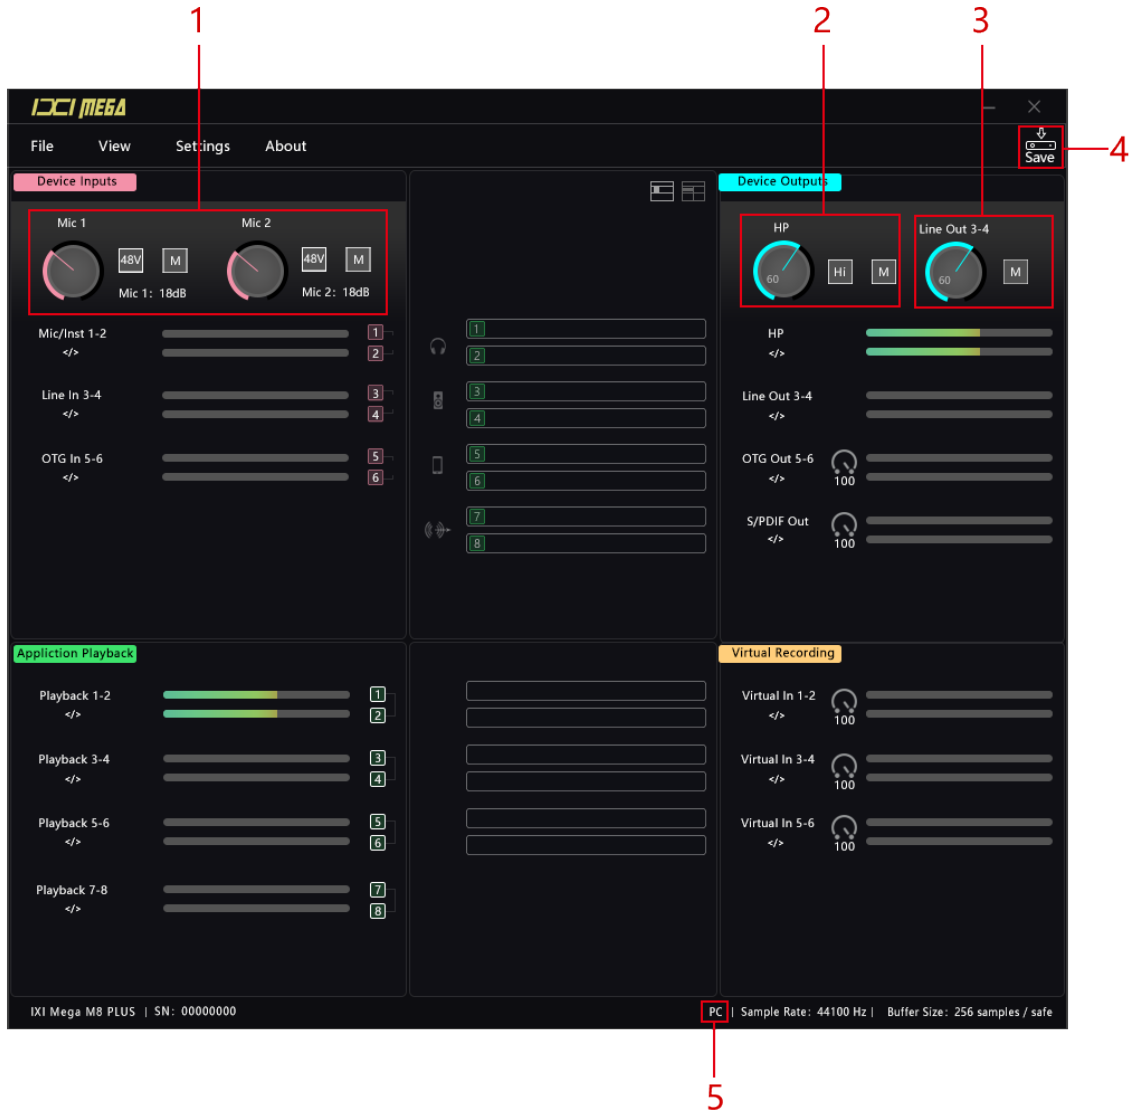 1 2 3
IXI MEGA
File View Settings About
Save
4
Device Inputs
Mic 1 Mic 2
48V M 48V M
Mic 1: 18dB Mic 2: 18dB
Mic/Inst 1-2
</>
1
2
Line In 3-4
</>
3
4
OTG In 5-6
</>
5
6
1
2
3
4
5
6
7
8
Device Outputs
HP
60
Hi M
Line Out 3-4
60
M
HP
</>
Line Out 3-4
</>
OTG Out 5-6
</>
100
S/PDIF Out
</>
100
Appliction Playback
Playback 1-2
</>
1
2
Playback 3-4
</>
3
4
Playback 5-6
</>
5
6
Playback 7-8
</>
7
8
Virtual Recording
Virtual In 1-2
</>
100
Virtual In 3-4
</>
100
Virtual In 5-6
</>
100
IXI Mega M8 PLUS | SN: 00000000
PC | Sample Rate: 44100 Hz | Buffer Size: 256 samples / safe
5